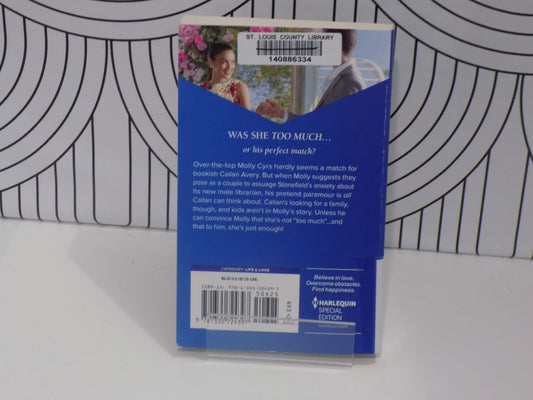 ST. LOUIS COUNTY LIBRARY
140886334
WAS SHE TOO MUCH...
or his perfect match?
Over-the-top Molly Cyrs hardly seems a match for
bookish Callan Avery. But when Molly suggests they
pose as a couple to assuage Stonefield's anxiety about
its new male librarian, his pretend paramour is all
Callan can think about. Callan's looking for a family,
though, and kids aren't in Molly's story. Unless he
can convince Molly that she's not "too much"...and
that to him, she's just enough!
CATEGORY: LIFE & LOVE
Believe in love.
Overcome obstacles.
Find happiness.
50625
EAN
HARLEQUIN
SPECIAL
EDITION
harlequin.com